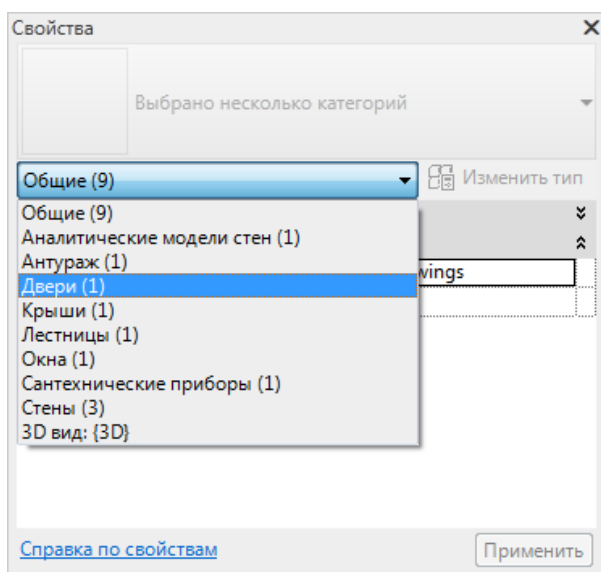 Свойства
Выбрано несколько категорий
Общие (9)
Изменить тип
Общие (9)
Аналитические модели стен (1)
Антураж (1)
Двери (1)
Крыши (1)
Лестницы (1)
Окна (1)
Сантехнические приборы (1)
Стены (3)
3D вид: {3D}
Справка по свойствам
Применить